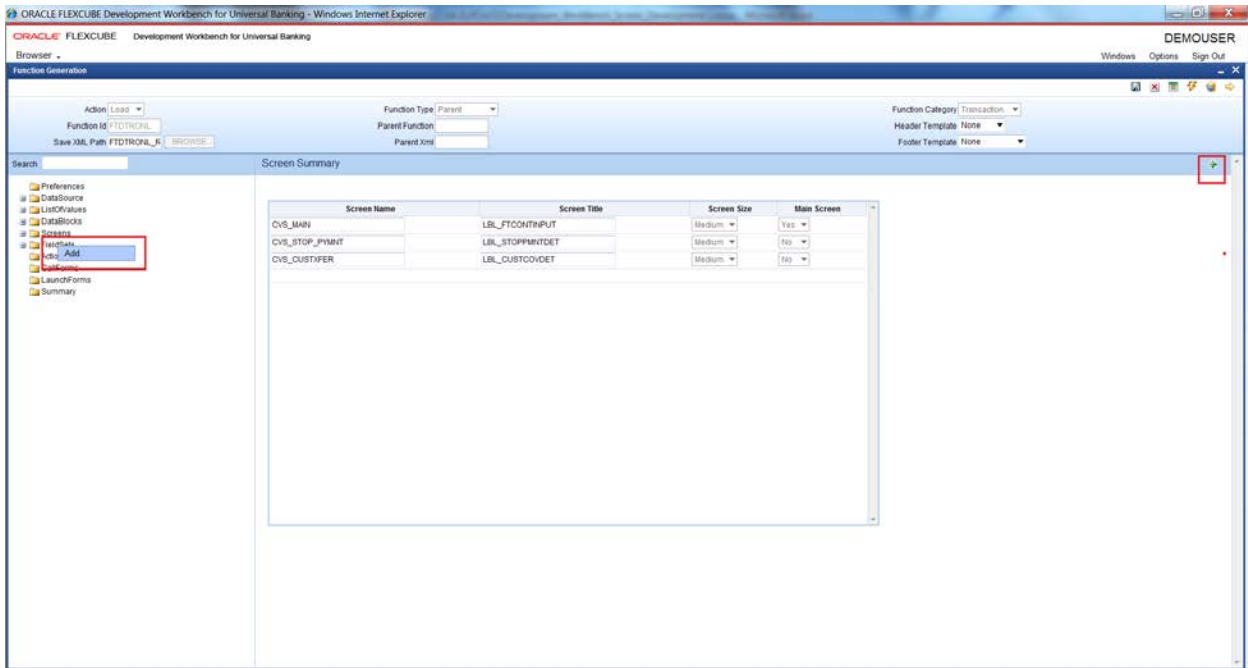 ORACLE FLEXCUBE Development Workbench for Universal Banking - Windows Internet Explorer
ORACLE FLEXCUBE Development Workbench for Universal Banking
DEMOUSER
Browser
Windows Options Sign Out
Function Generation
Action Load Function Type Parent Function Category Transaction
Function Id FTDTRONL Parent Function Header Template None
Save XML Path FTDTRONL_R BROWSE... Parent Xml Footer Template None
Search Screen Summary
Preferences
DataSource
ListOfValues
DataBlocks
Screens
FieldSets
Add
CallForms
LaunchForms
Summary
Screen Name Screen Title Screen Size Main Screen
CVS_MAIN LBL_FTCONTINPUT Medium Yes
CVS_STOP_PYMNT LBL_STOPPMNTDET Medium No
CVS_CUSTXFER LBL_CUSTCOVDET Medium No